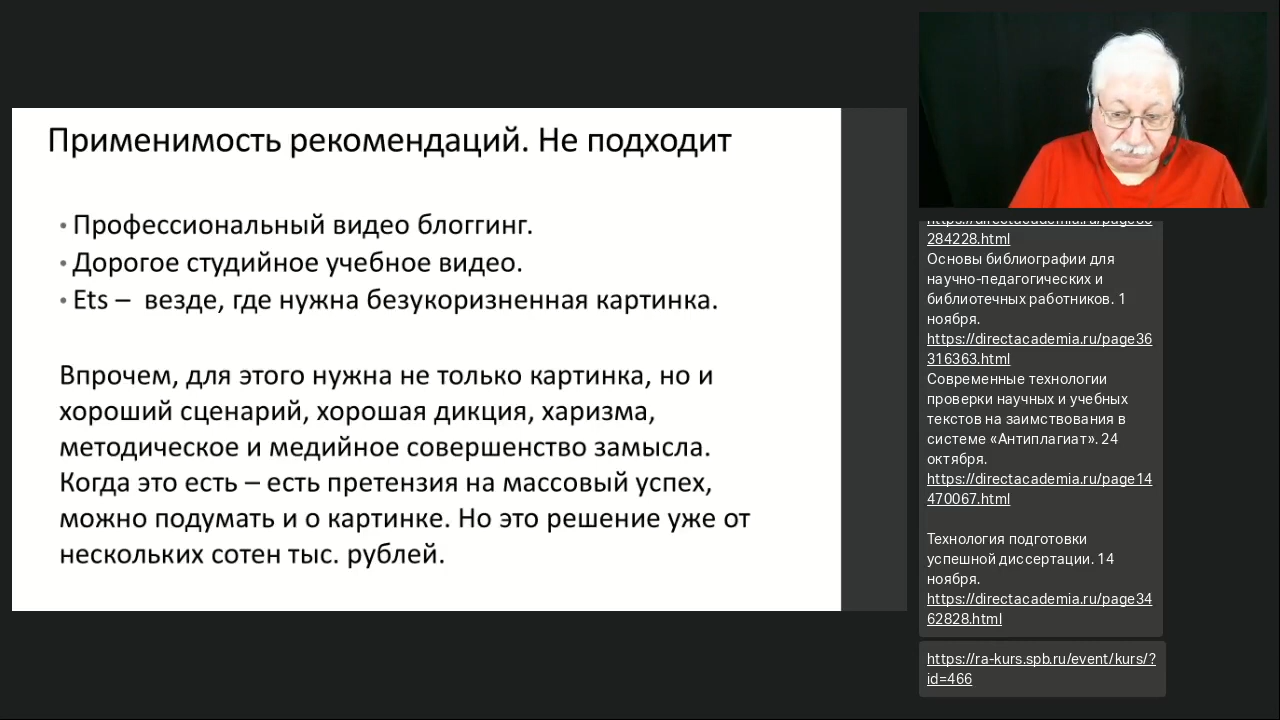 Применимость рекомендаций. Не подходит
• Профессиональный видео блоггинг.
• Дорогое студийное учебное видео.
• Ets – везде, где нужна безукоризненная картинка.
Впрочем, для этого нужна не только картинка, но и
хороший сценарий, хорошая дикция, харизма,
методическое и медийное совершенство замысла.
Когда это есть – есть претензия на массовый успех,
можно подумать и о картинке. Но это решение уже от
нескольких сотен тыс. рублей.
284228.html
Основы библиографии для
научно-педагогических и
библиотечных работников. 1
ноября.
https://directacademia.ru/page36
316363.html
Современные технологии
проверки научных и учебных
текстов на заимствования в
системе «Антиплагиат». 24
октября.
https://directacademia.ru/page14
470067.html
Технология подготовки
успешной диссертации. 14
ноября.
https://directacademia.ru/page34
62828.html
https://ra-kurs.spb.ru/event/kurs/?
id=466